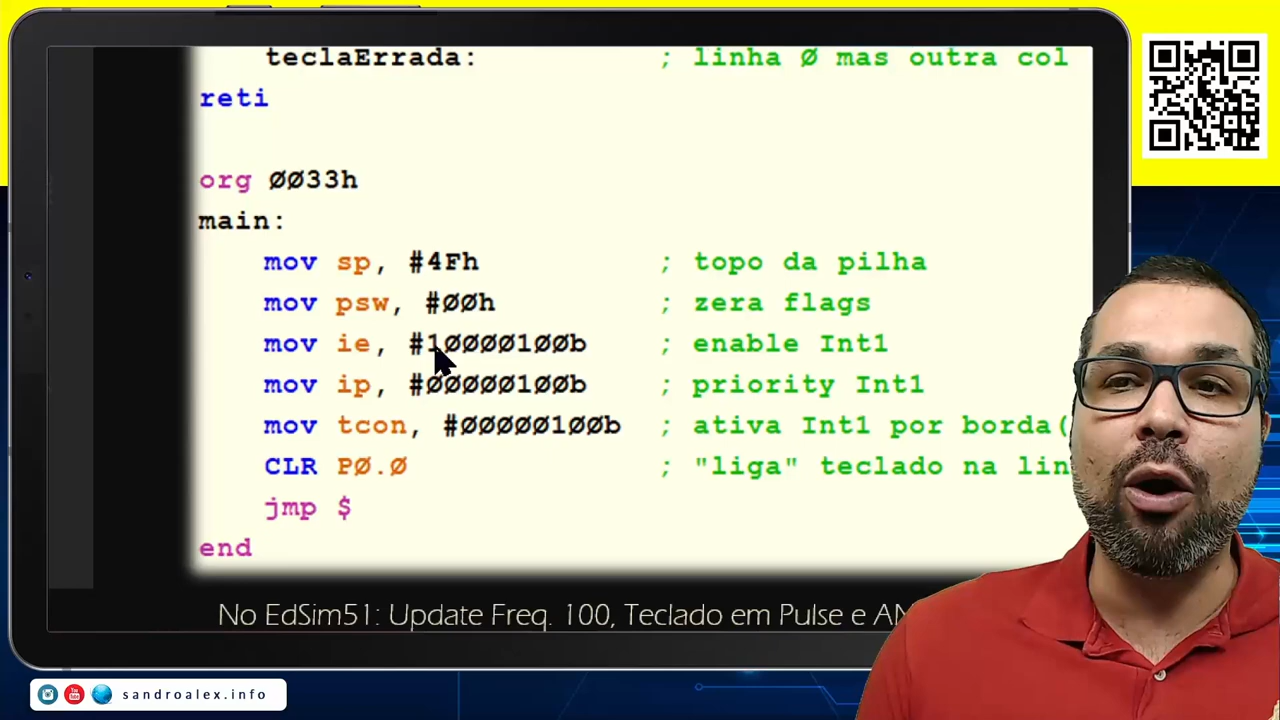 teclaErrada: ; linha Ø mas outra col
reti
org ØØ33h
main:
mov sp, #4Fh ; topo da pilha
mov psw, #ØØh ; zera flags
mov ie, #1ØØØØ1ØØb ; enable Int1
mov ip, #ØØØØØ1ØØb ; priority Int1
mov tcon, #ØØØØØ1ØØb ; ativa Int1 por borda(
CLR PØ.Ø ; "liga" teclado na lin
jmp $
end
No EdSim51: Update Freq. 100, Teclado em Pulse e
sandroalex.info